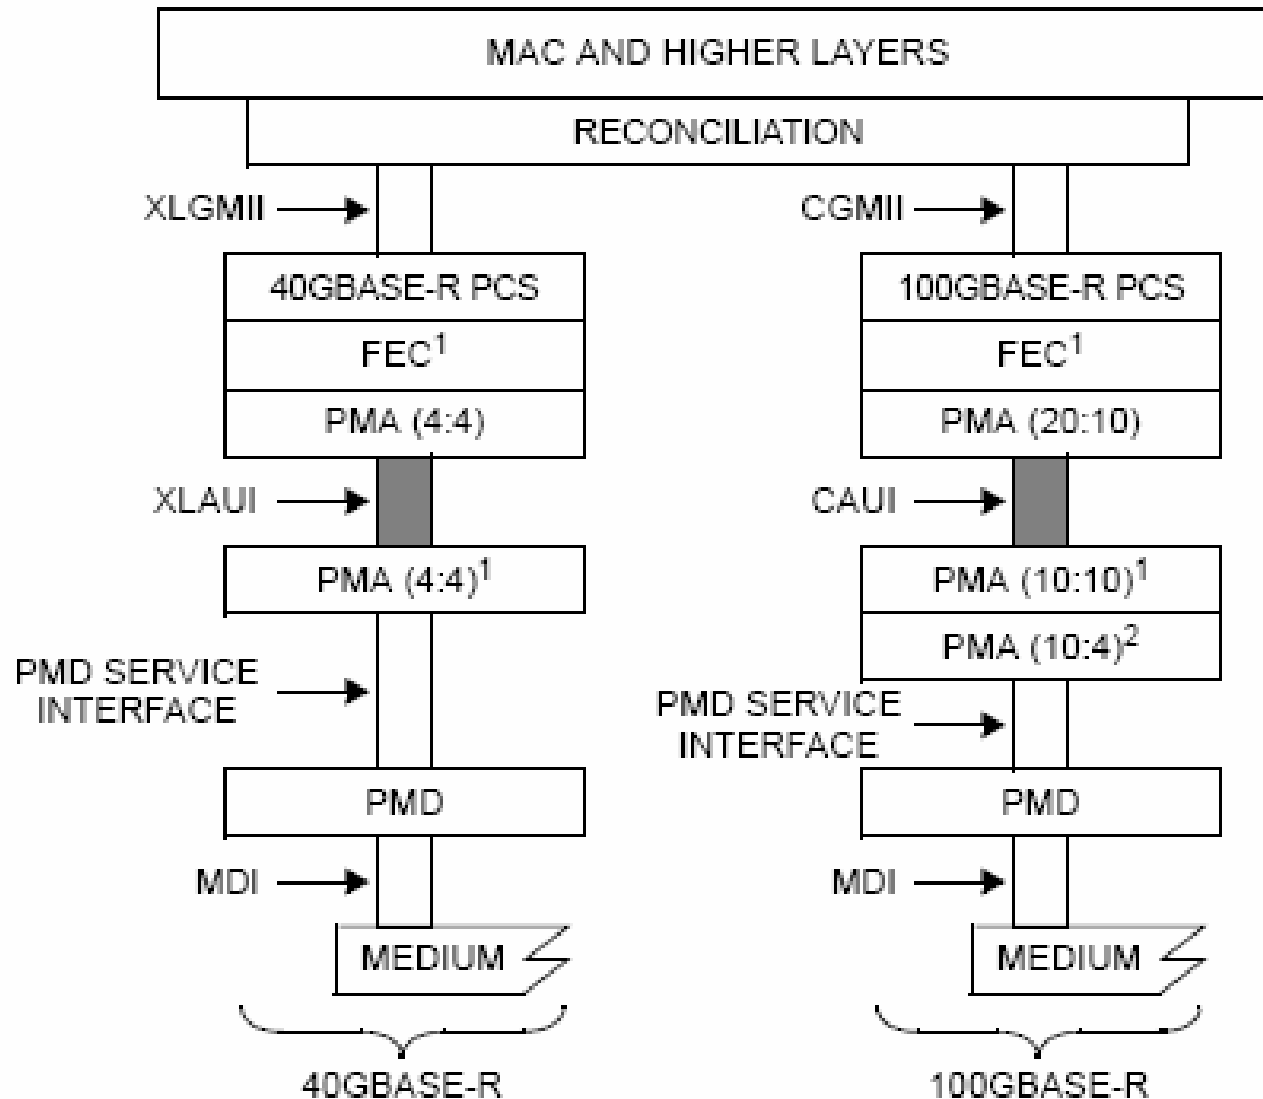 MAC AND HIGHER LAYERS
RECONCILIATION
XLGMII
40GBASE-R PCS
FEC¹
PMA (4:4)
XLAUI
PMA (4:4)¹
PMD SERVICE
INTERFACE
PMD
MDI
MEDIUM
40GBASE-R
CGMII
100GBASE-R PCS
FEC¹
PMA (20:10)
CAUI
PMA (10:10)¹
PMA (10:4)²
PMD SERVICE
INTERFACE
PMD
MDI
MEDIUM
100GBASE-R